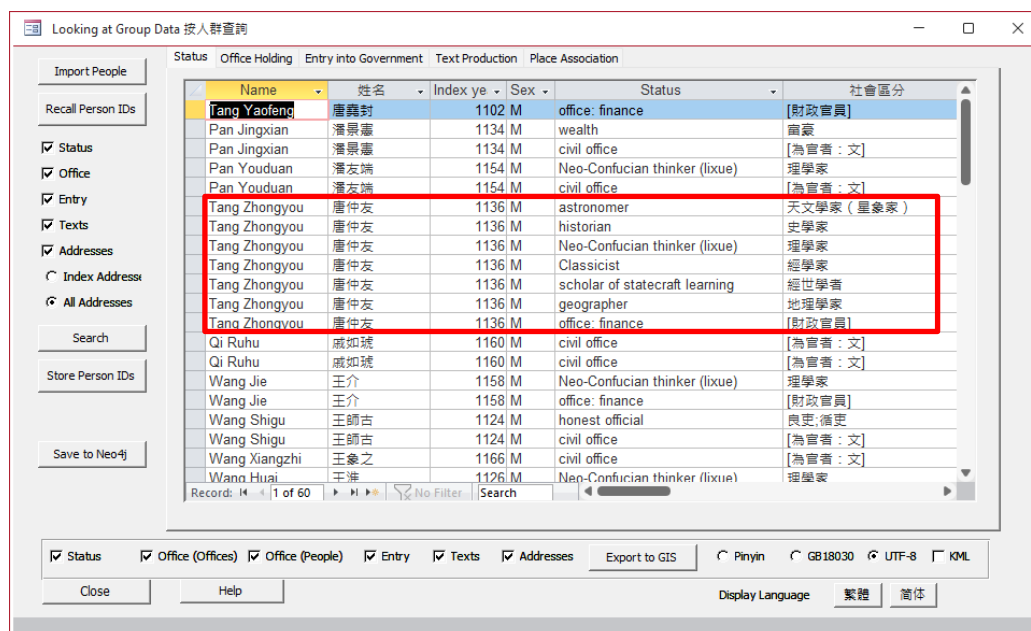 Looking at Group Data 按人群查詢
Import People
Recall Person IDs
Status
Office
Entry
Texts
Addresses
Index Addresse
All Addresses
Search
Store Person IDs
Save to Neo4j
Status Office Holding Entry into Government Text Production Place Association
Name 姓名 Index ye Sex Status 社會區分
Tang Yaofeng 唐堯封 1102 M office: finance [財政官員]
Pan Jingxian 潘景憲 1134 M wealth 富豪
Pan Jingxian 潘景憲 1134 M civil office [為官者：文]
Pan Youduan 潘友端 1154 M Neo-Confucian thinker (lixue) 理學家
Pan Youduan 潘友端 1154 M civil office [為官者：文]
Tang Zhongyou 唐仲友 1136 M astronomer 天文學家（星象家）
Tang Zhongyou 唐仲友 1136 M historian 史學家
Tang Zhongyou 唐仲友 1136 M Neo-Confucian thinker (lixue) 理學家
Tang Zhongyou 唐仲友 1136 M Classicist 經學家
Tang Zhongyou 唐仲友 1136 M scholar of statecraft learning 經世學者
Tang Zhongyou 唐仲友 1136 M geographer 地理學家
Tang Zhongyou 唐仲友 1136 M office: finance [財政官員]
Qi Ruhu 戚如琥 1160 M civil office [為官者：文]
Qi Ruhu 戚如琥 1160 M civil office [為官者：文]
Wang Jie 王介 1158 M Neo-Confucian thinker (lixue) 理學家
Wang Jie 王介 1158 M office: finance [財政官員]
Wang Shigu 王師古 1124 M honest official 良吏;循吏
Wang Shigu 王師古 1124 M civil office [為官者：文]
Wang Xiangzhi 王象之 1166 M civil office [為官者：文]
Wang Huai 王淮 1126 M Neo-Confucian thinker (lixue) 理學家
Record: 1 of 60 No Filter Search
Status Office (Offices) Office (People) Entry Texts Addresses Export to GIS Pinyin GB18030 UTF-8 KML
Close Help Display Language 繁體 简体